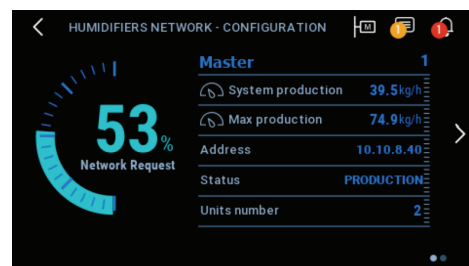 HUMIDIFIERS NETWORK - CONFIGURATION
M
1
1
Master 1
System production 39.5kg/h
Max production 74.9kg/h
53%
Network Request
Address 10.10.8.40
Status PRODUCTION
Units number 2